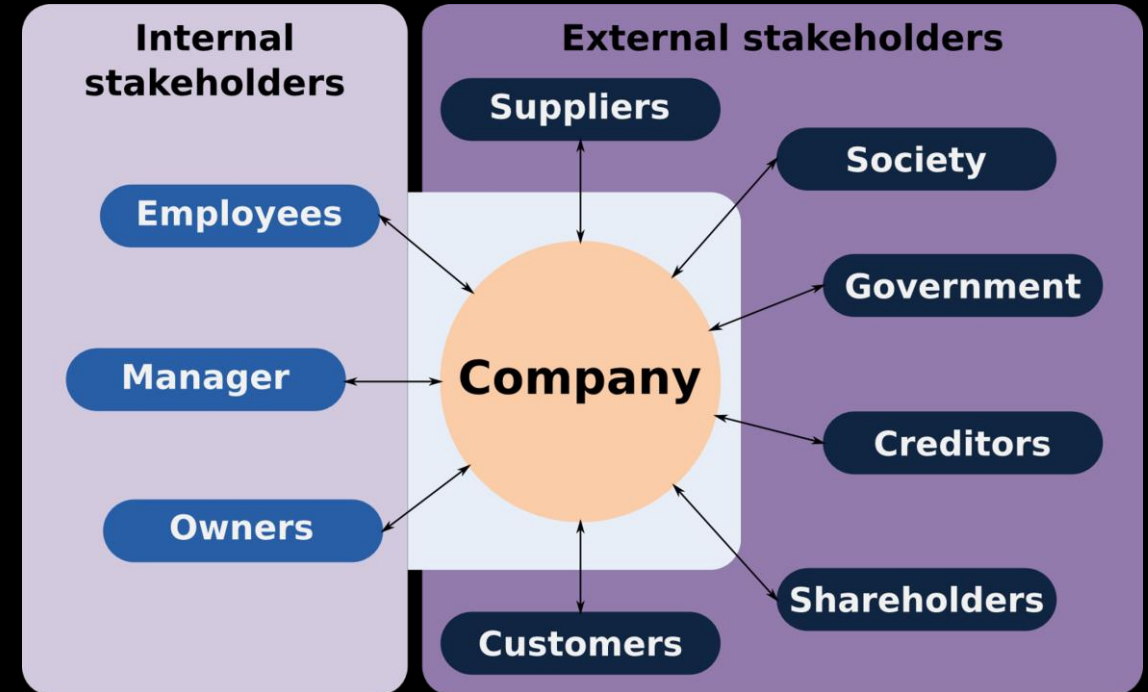 Internal
stakeholders
External stakeholders
Suppliers
Society
Employees
Government
Manager
Company
Creditors
Owners
Shareholders
Customers